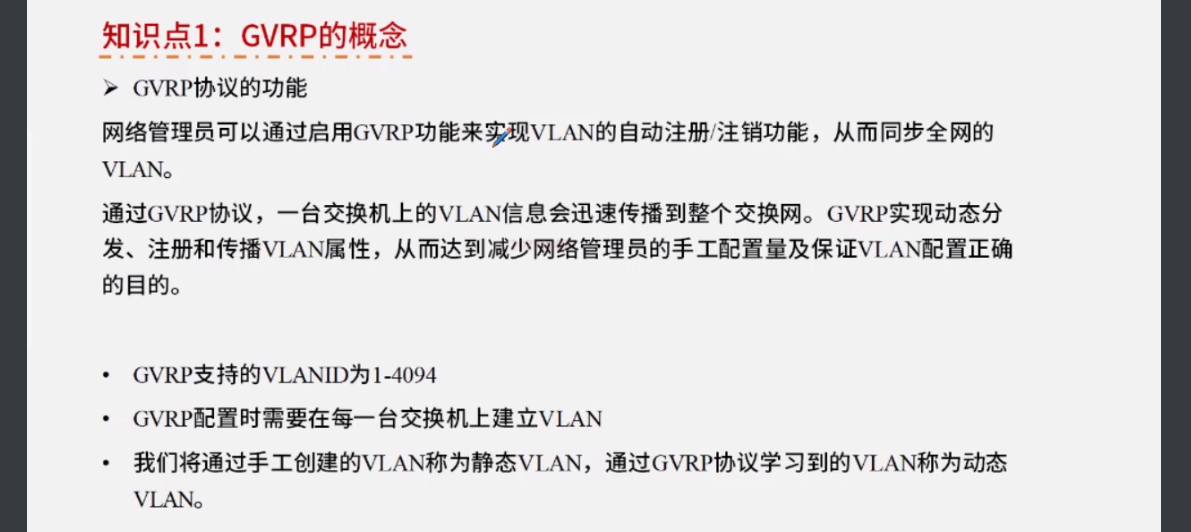 知识点1：GVRP的概念
➢ GVRP协议的功能
网络管理员可以通过启用GVRP功能来实现VLAN的自动注册/注销功能，从而同步全网的
VLAN。
通过GVRP协议，一台交换机上的VLAN信息会迅速传播到整个交换网。GVRP实现动态分
发、注册和传播VLAN属性，从而达到减少网络管理员的手工配置量及保证VLAN配置正确
的目的。
• GVRP支持的VLANID为1-4094
• GVRP配置时需要在每一台交换机上建立VLAN
• 我们将通过手工创建的VLAN称为静态VLAN，通过GVRP协议学习到的VLAN称为动态
VLAN。